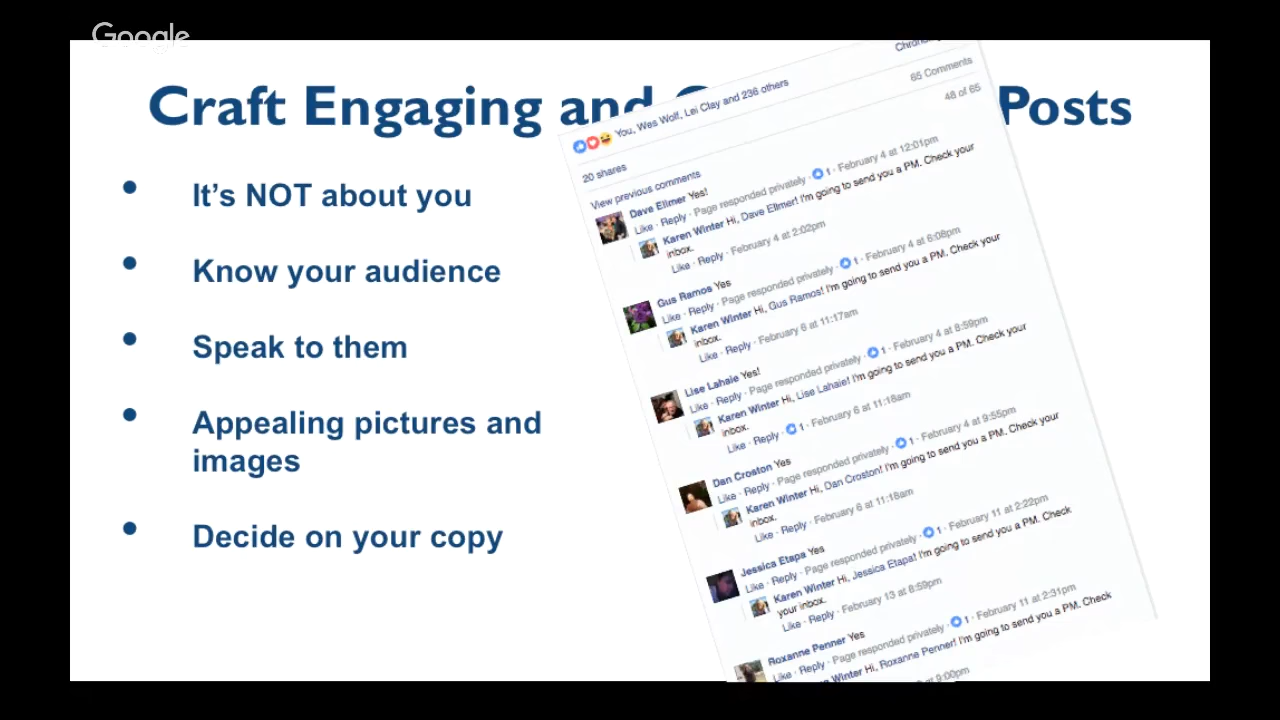 Google
Craft Engaging and Posts
It's NOT about you
Know your audience
Speak to them
Appealing pictures and
images
Decide on your copy
You, Wes Wolf, Lei Clay and 236 others
65 Comments
20 shares
48 of 65
View previous comments
Dave Ellmer Yes!
Like · Reply · Page responded privately · 1 · February 4 at 12:01pm
Karen Winter Hi, Dave Ellmer! I'm going to send you a PM. Check your
inbox.
Like · Reply · February 4 at 2:02pm
Gus Ramos Yes
Like · Reply · Page responded privately · 1 · February 4 at 6:08pm
Karen Winter Hi, Gus Ramos! I'm going to send you a PM. Check your
inbox.
Like · Reply · February 6 at 11:17am
Lise Lahaie Yes!
Like · Reply · Page responded privately · 1 · February 4 at 8:59pm
Karen Winter Hi, Lise Lahaie! I'm going to send you a PM. Check your
inbox.
Like · Reply · 1 · February 6 at 11:18am
Dan Croston Yes
Like · Reply · Page responded privately · 1 · February 4 at 9:55pm
Karen Winter Hi, Dan Croston! I'm going to send you a PM. Check your
inbox.
Like · Reply · February 6 at 11:18am
Jessica Etapa Yes
Like · Reply · Page responded privately · 1 · February 11 at 2:22pm
Karen Winter Hi, Jessica Etapa! I'm going to send you a PM. Check
your inbox.
Like · Reply · February 13 at 8:59pm
Roxanne Penner Yes
Like · Reply · Page responded privately · 1 · February 11 at 2:31pm
Winter Hi, Roxanne Penner! I'm going to send you a PM. Check
at 9:00pm